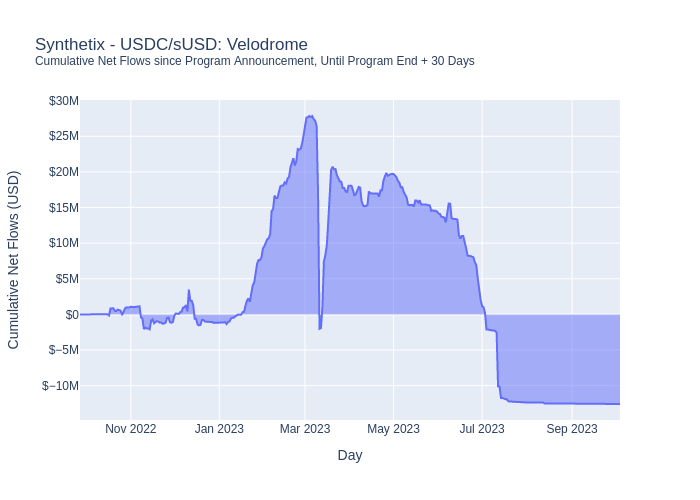 Synthetix - USDC/sUSD: Velodrome
Cumulative Net Flows since Program Announcement, Until Program End + 30 Days
Cumulative Net Flows (USD)
$30M
$25M
$20M
$15M
$10M
$5M
$0
$−5M
$−10M
Nov 2022
Jan 2023
Mar 2023
May 2023
Jul 2023
Sep 2023
Day